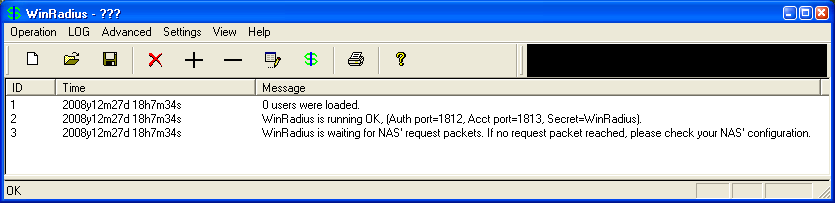 WinRadius - ???
Operation LOG Advanced Settings View Help
ID Time Message
1 2008y12m27d 18h7m34s 0 users were loaded.
2 2008y12m27d 18h7m34s WinRadius is running OK, (Auth port=1812, Acct port=1813, Secret=WinRadius).
3 2008y12m27d 18h7m34s WinRadius is waiting for NAS' request packets. If no request packet reached, please check your NAS' configuration.
OK